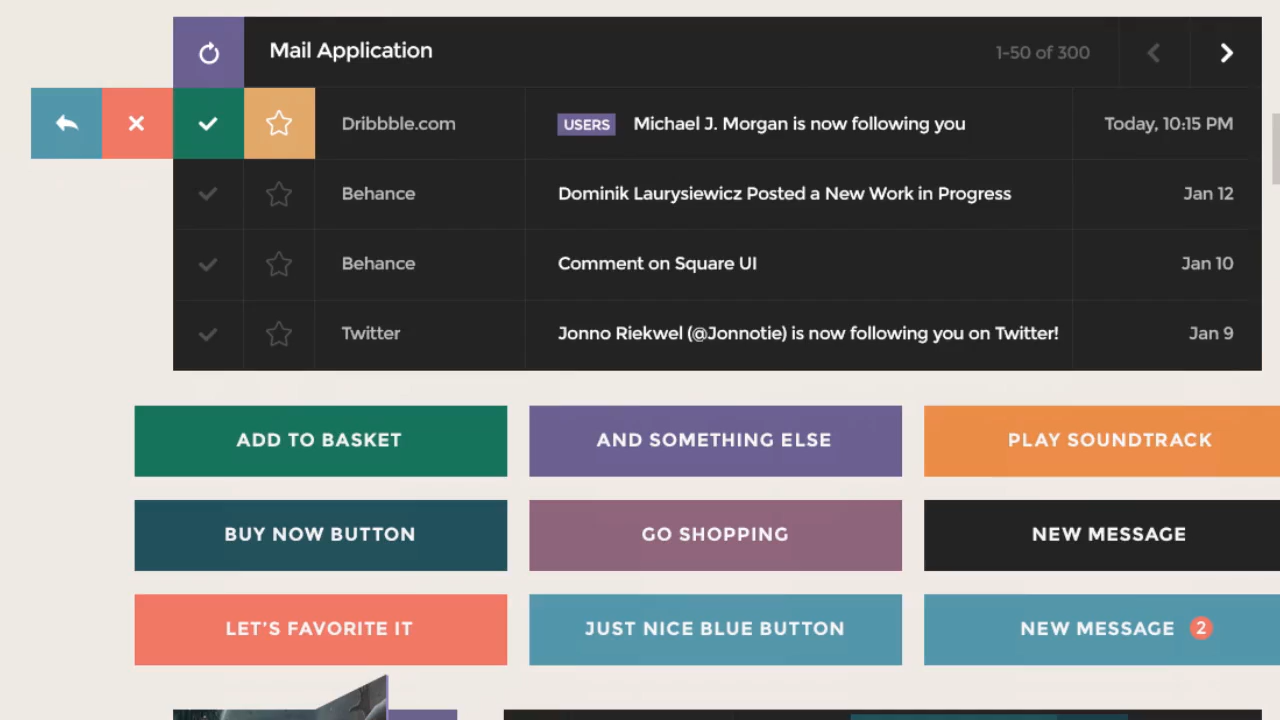 Mail Application
1-50 of 300
Dribbble.com USERS Michael J. Morgan is now following you Today, 10:15 PM
Behance Dominik Laurysiewicz Posted a New Work in Progress Jan 12
Behance Comment on Square UI Jan 10
Twitter Jonno Riekwel (@Jonnotie) is now following you on Twitter! Jan 9
ADD TO BASKET
AND SOMETHING ELSE
PLAY SOUNDTRACK
BUY NOW BUTTON
GO SHOPPING
NEW MESSAGE
LET'S FAVORITE IT
JUST NICE BLUE BUTTON
NEW MESSAGE 2